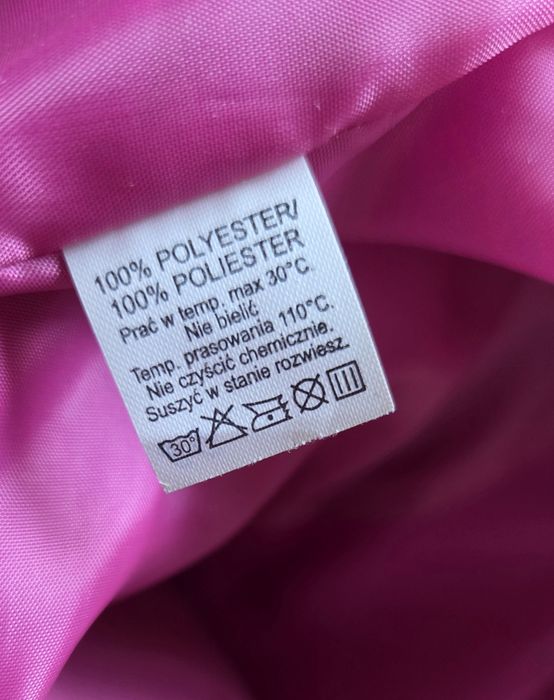 100% POLYESTER/
100% POLIESTER
Prać w temp. max 30°C.
Nie bielić
Temp. prasowania 110°C.
Nie czyścić chemicznie.
Suszyć w stanie rozwiesz.
30°